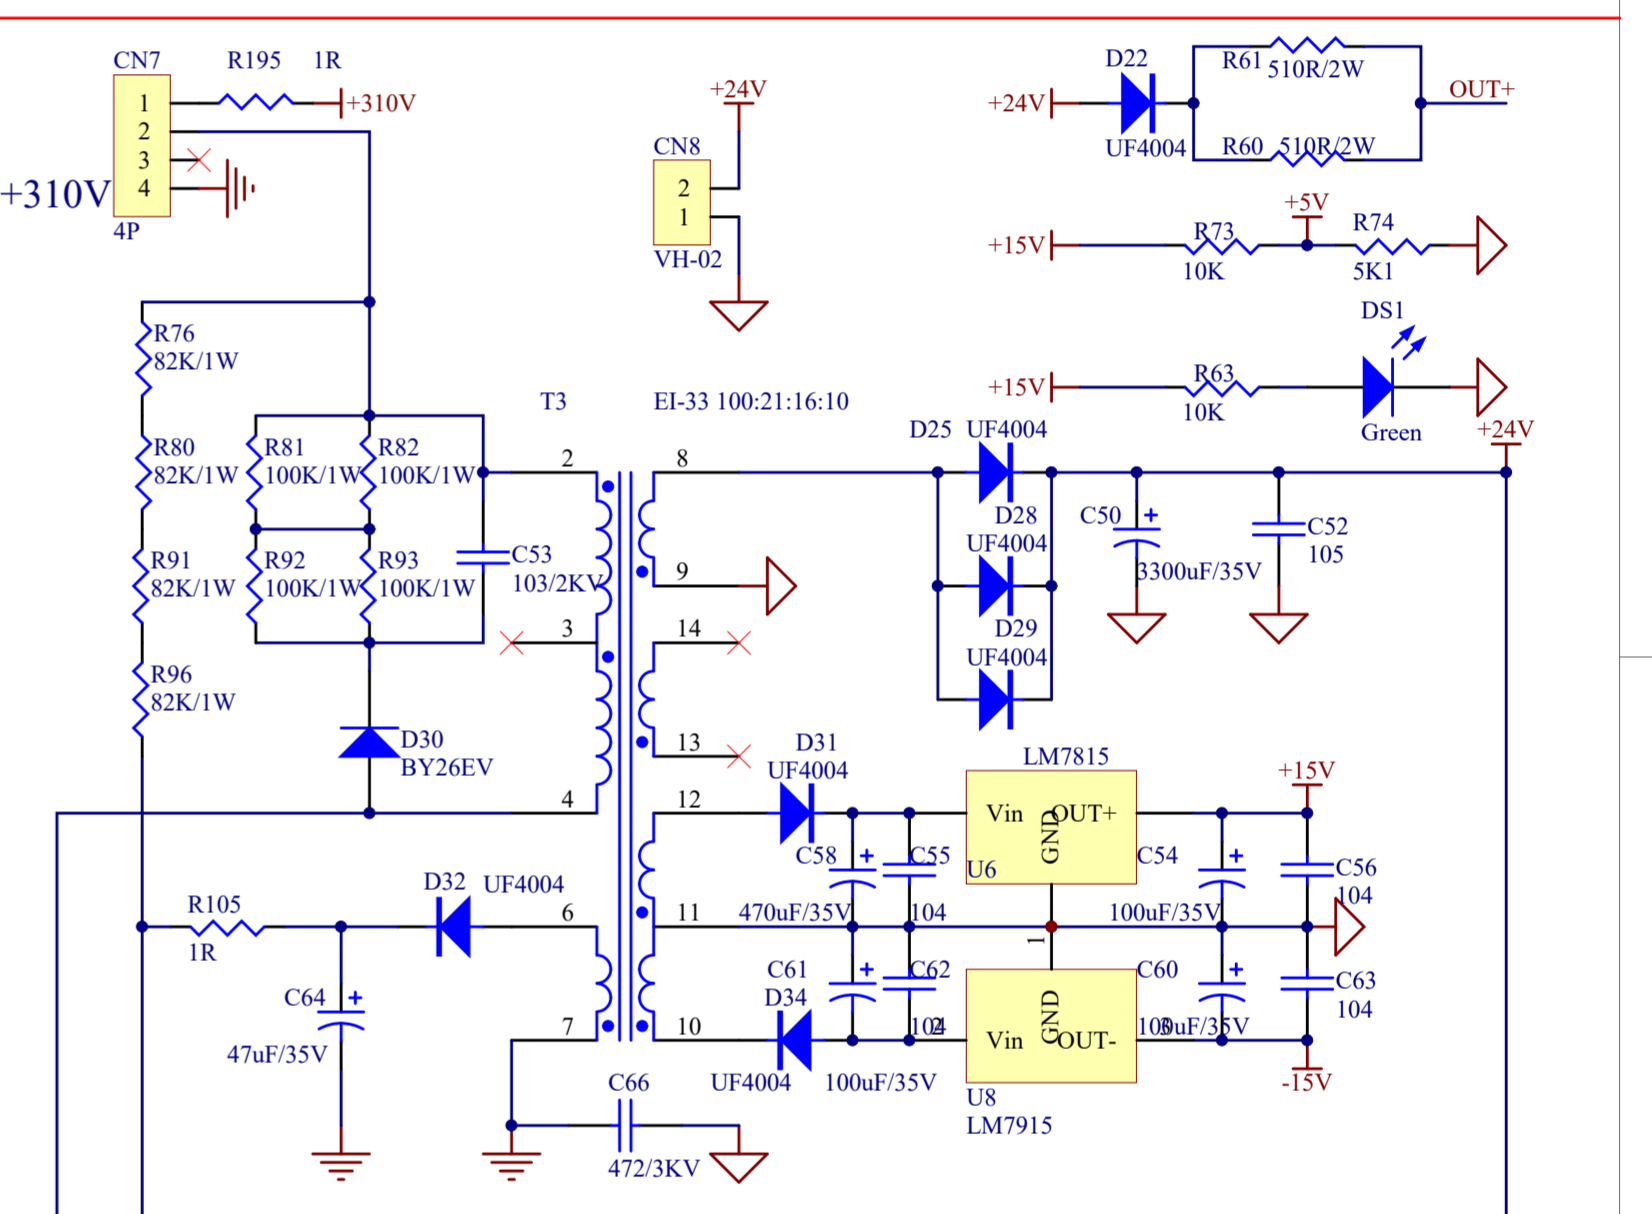 CN7
R195 1R
1
2
3
4
+310V
+310V
4P
+24V
CN8
2
1
VH-02
D22
+24V
UF4004
R61
510R/2W
R60 510R/2W
OUT+
+5V
+15V
R73
10K
R74
5K1
DS1
+15V
R63
10K
Green
R76
82K/1W
R80
82K/1W
R91
82K/1W
R96
82K/1W
R81
100K/1W
R82
100K/1W
R92
100K/1W
R93
100K/1W
C53
103/2KV
D30
BY26EV
T3
EI-33 100:21:16:10
2
3
4
6
7
8
9
14
13
12
11
10
D25 UF4004
D28
UF4004
D29
UF4004
C50
3300uF/35V
C52
105
+24V
D31
UF4004
LM7815
Vin
GND
OUT+
U6
+15V
C58
470uF/35V
C55
104
C54
100uF/35V
C56
104
1
C61
D34
UF4004
100uF/35V
C62
104
2
Vin
GND
OUT-
U8
LM7915
C60
100uF/35V
3
C63
104
-15V
D32 UF4004
R105
1R
C64
47uF/35V
C66
472/3KV